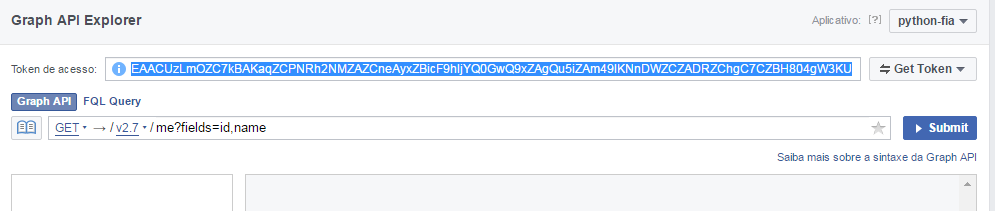 Graph API Explorer
Aplicativo: [?] python-fia
Token de acesso: EAACUzLmOZC7kBAKaqZCPNRh2NMZAZCneAyxZBicF9hIjYQ0GwQ9xZAgQu5iZAm49IKNnDWZCZADRZChgC7CZBH804gW3KU Get Token
Graph API FQL Query
GET → / v2.7 / me?fields=id,name Submit
Saiba mais sobre a sintaxe da Graph API